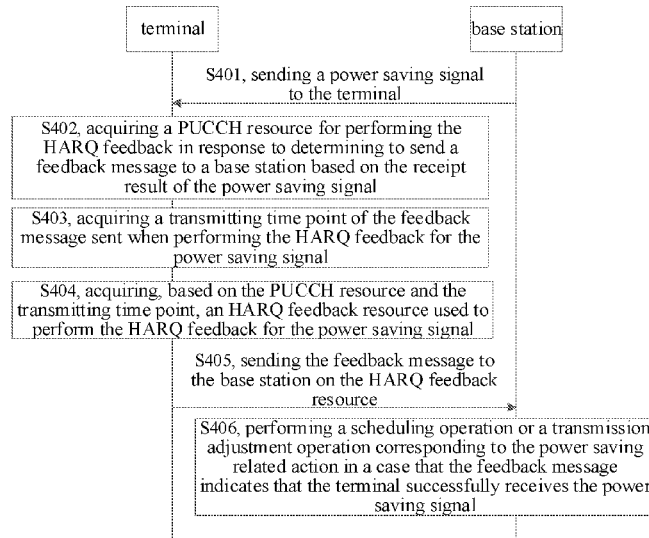 terminal
base station
S401, sending a power saving signal
to the terminal
S402, acquiring a PUCCH resource for performing the
HARQ feedback in response to determining to send a
feedback message to a base station based on the receipt
result of the power saving signal
S403, acquiring a transmitting time point of the feedback
message sent when performing the HARQ feedback for the
power saving signal
S404, acquiring, based on the PUCCH resource and the
transmitting time point, an HARQ feedback resource used to
perform the HARQ feedback for the power saving signal
S405, sending the feedback message to
the base station on the HARQ feedback
resource
S406, performing a scheduling operation or a transmission
adjustment operation corresponding to the power saving
related action in a case that the feedback message
indicates that the terminal successfully receives the power
saving signal